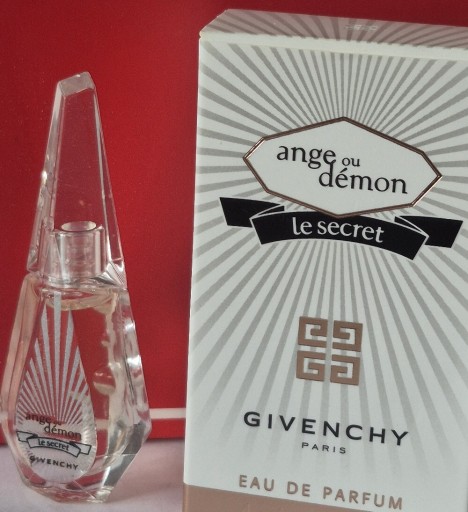 ange ou
démon
le secret
GIVENCHY
PARIS
EAU DE PARFUM
ange ou
démon
le secret
GIVENCHY